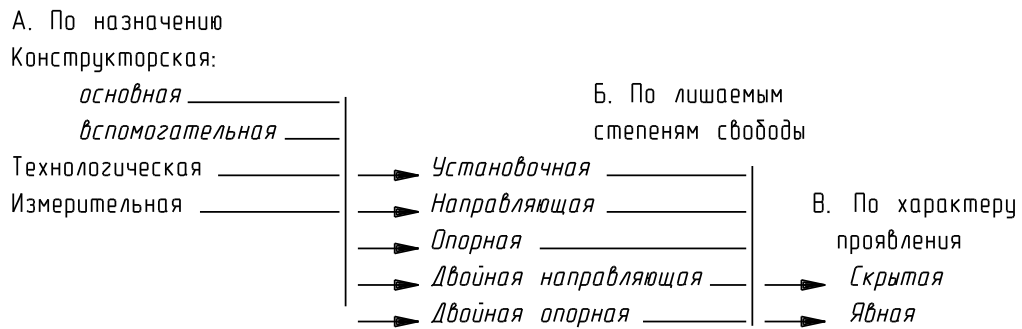 А. По назначению
Конструкторская:
основная
вспомогательная
Технологическая
Измерительная
Б. По лишаемым
степеням свободы
Установочная
Направляющая
Опорная
Двойная направляющая
Двойная опорная
В. По характеру
проявления
Скрытая
Явная